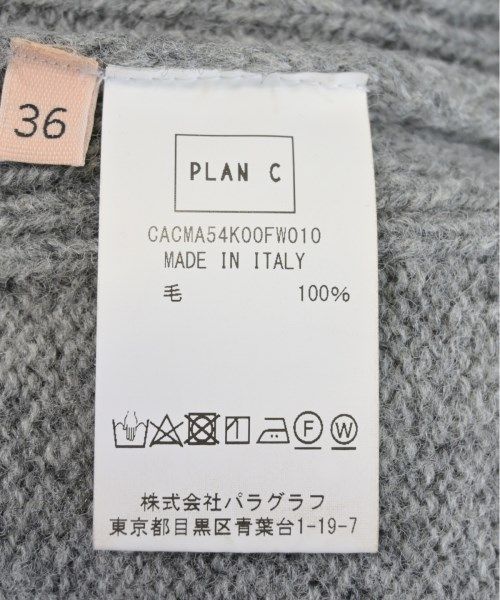 36
PLAN C
CACMA54K00FW010
MADE IN ITALY
毛 100%
F W
株式会社パラグラフ
東京都目黒区青葉台1-19-7